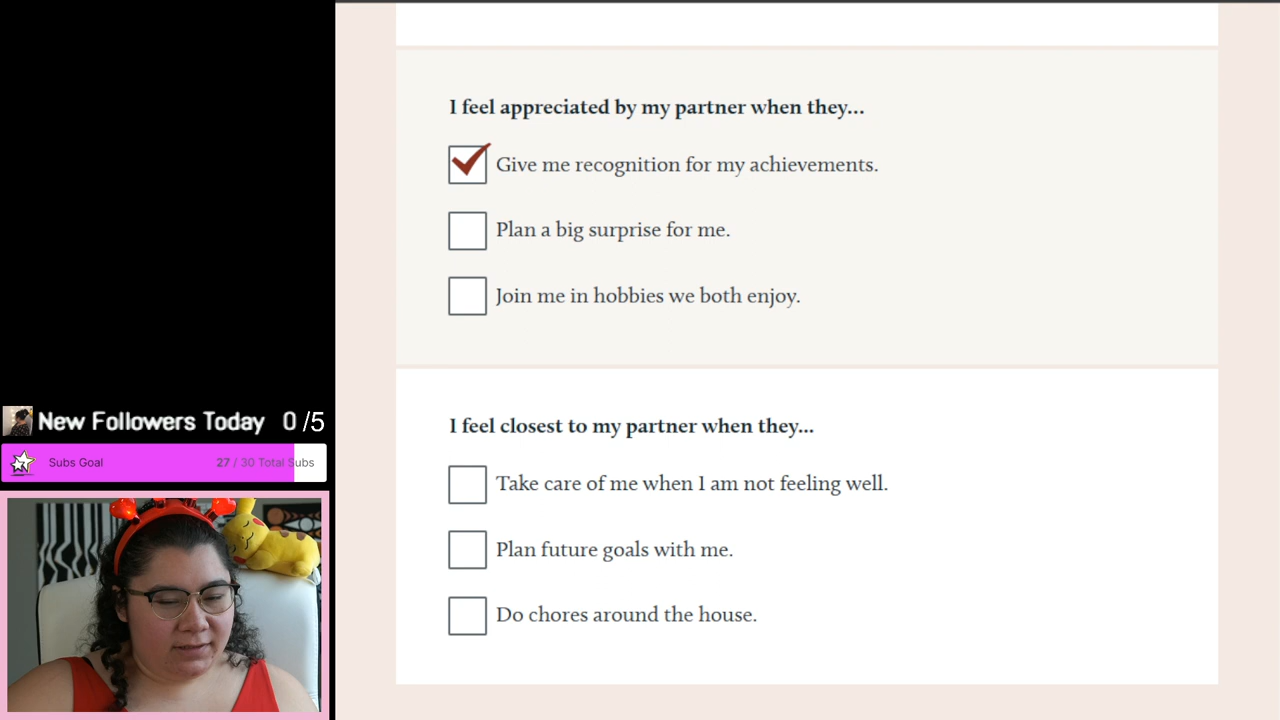 I feel appreciated by my partner when they...
Give me recognition for my achievements.
Plan a big surprise for me.
Join me in hobbies we both enjoy.
New Followers Today 0 /5
Subs Goal 27 / 30 Total Subs
I feel closest to my partner when they...
Take care of me when I am not feeling well.
Plan future goals with me.
Do chores around the house.